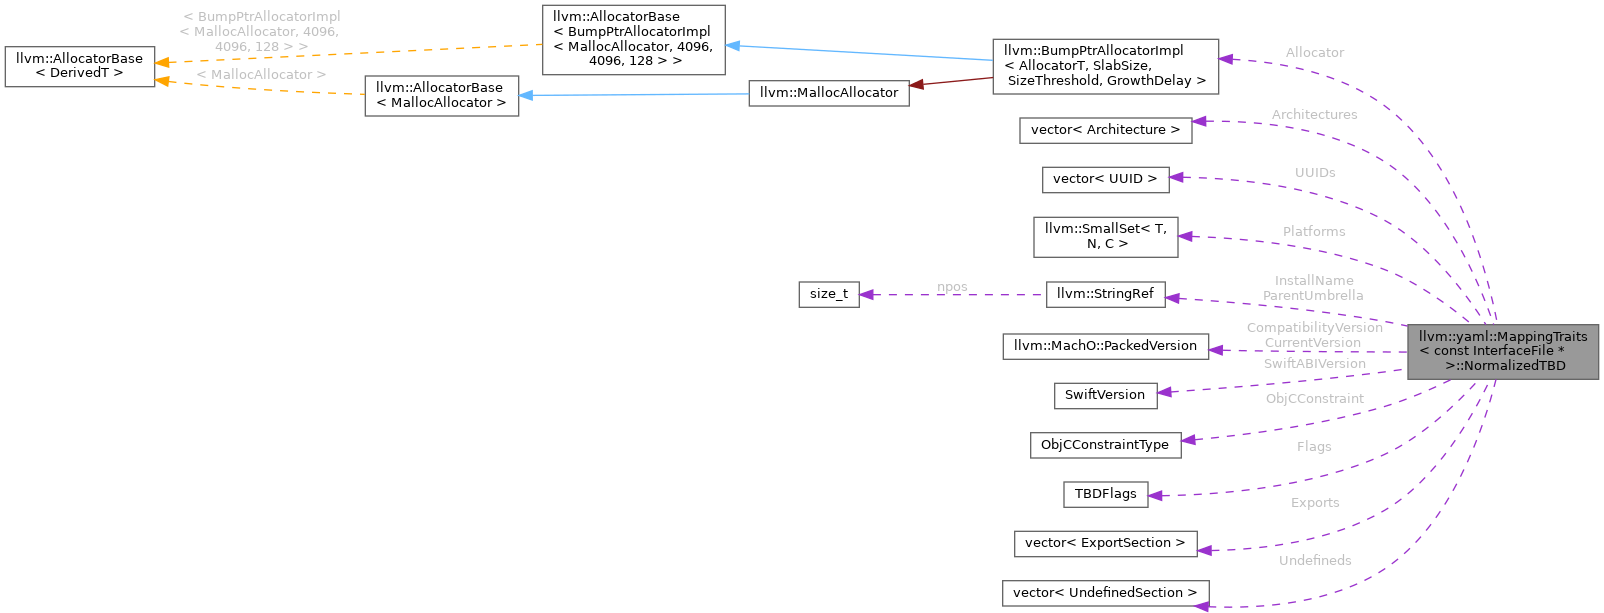 llvm::AllocatorBase
< DerivedT >
< BumpPtrAllocatorImpl
< MallocAllocator, 4096,
4096, 128 > >
< MallocAllocator >
llvm::AllocatorBase
< MallocAllocator >
llvm::AllocatorBase
< BumpPtrAllocatorImpl
< MallocAllocator, 4096,
4096, 128 > >
llvm::MallocAllocator
llvm::BumpPtrAllocatorImpl
< AllocatorT, SlabSize,
SizeThreshold, GrowthDelay >
Allocator
vector< Architecture >
Architectures
vector< UUID >
UUIDs
llvm::SmallSet< T,
N, C >
Platforms
size_t
npos
llvm::StringRef
InstallName
ParentUmbrella
llvm::MachO::PackedVersion
CompatibilityVersion
CurrentVersion
SwiftVersion
SwiftABIVersion
ObjCConstraintType
ObjCConstraint
TBDFlags
Flags
vector< ExportSection >
Exports
vector< UndefinedSection >
Undefineds
llvm::yaml::MappingTraits
< const InterfaceFile *
>::NormalizedTBD